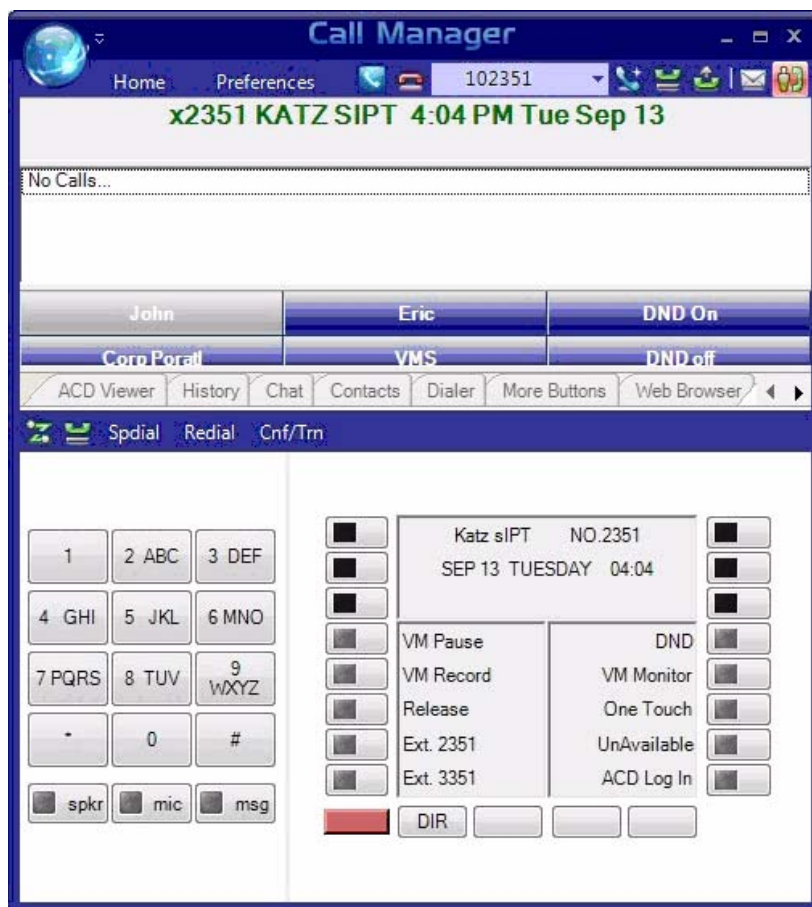 Call Manager
Home Preferences 102351
x2351 KATZ SIPT 4:04 PM Tue Sep 13
No Calls...
John Eric DND On
Corp Poratl VMS DND off
ACD Viewer History Chat Contacts Dialer More Buttons Web Browser
Spdial Redial Cnf/Trn
1 2 ABC 3 DEF
4 GHI 5 JKL 6 MNO
7 PQRS 8 TUV 9 WXYZ
* 0 #
spkr mic msg
Katz sIPT NO.2351
SEP 13 TUESDAY 04:04
VM Pause DND
VM Record VM Monitor
Release One Touch
Ext. 2351 UnAvailable
Ext. 3351 ACD Log In
DIR